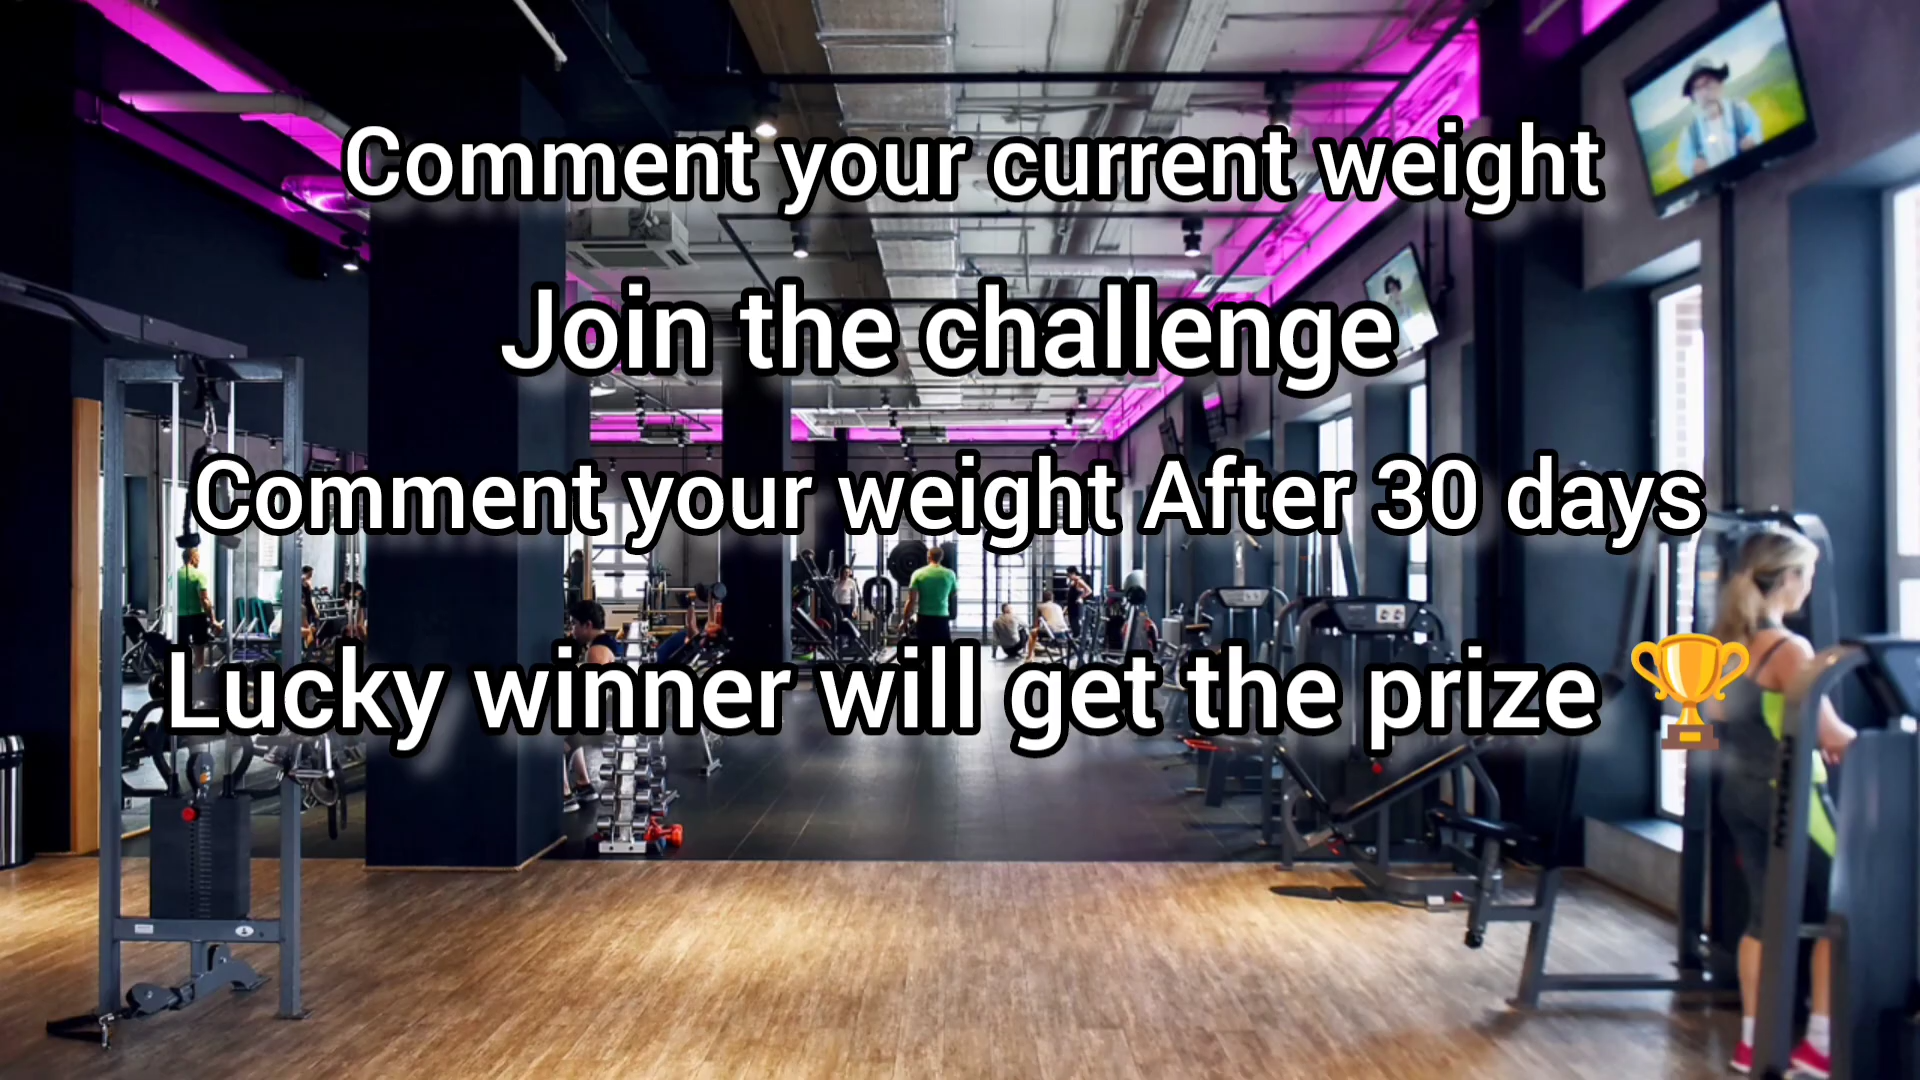 Comment your current weight
Join the challenge
Comment your weight After 30 days
Lucky winner will get the prize 🏆